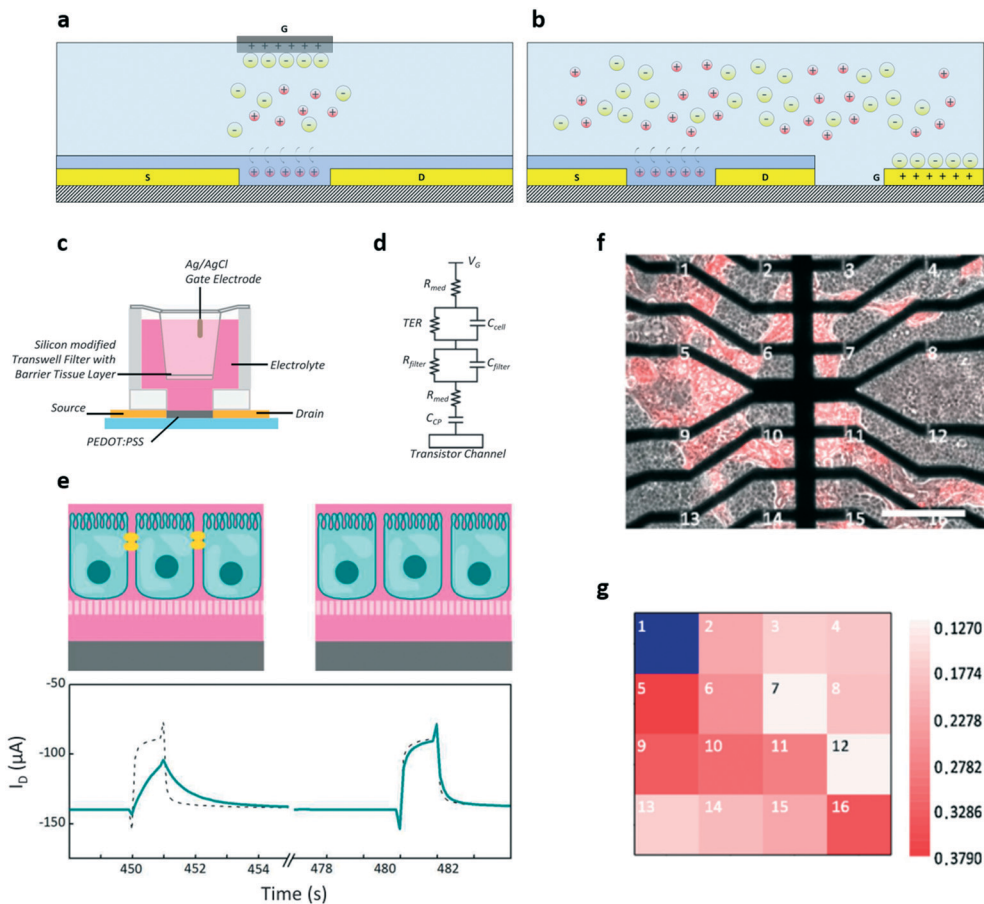 a
G
+ + + + + +
- - - - -
S
D
b
S
D
G
+ + + + + +
c
Ag/AgCl
Gate Electrode
Silicon modified
Transwell Filter with
Barrier Tissue Layer
Electrolyte
Source
Drain
PEDOT:PSS
d
V_G
R_med
TER
C_cell
R_filter
C_filter
R_med
C_CP
Transistor Channel
e
-50
-100
-150
I_D (µA)
450 452 454 478 480 482
Time (s)
f
1 2 3 4
5 6 7 8
9 10 11 12
13 14 15 16
g
1 2 3 4
5 6 7 8
9 10 11 12
13 14 15 16
0.1270
0.1774
0.2278
0.2782
0.3286
0.3790